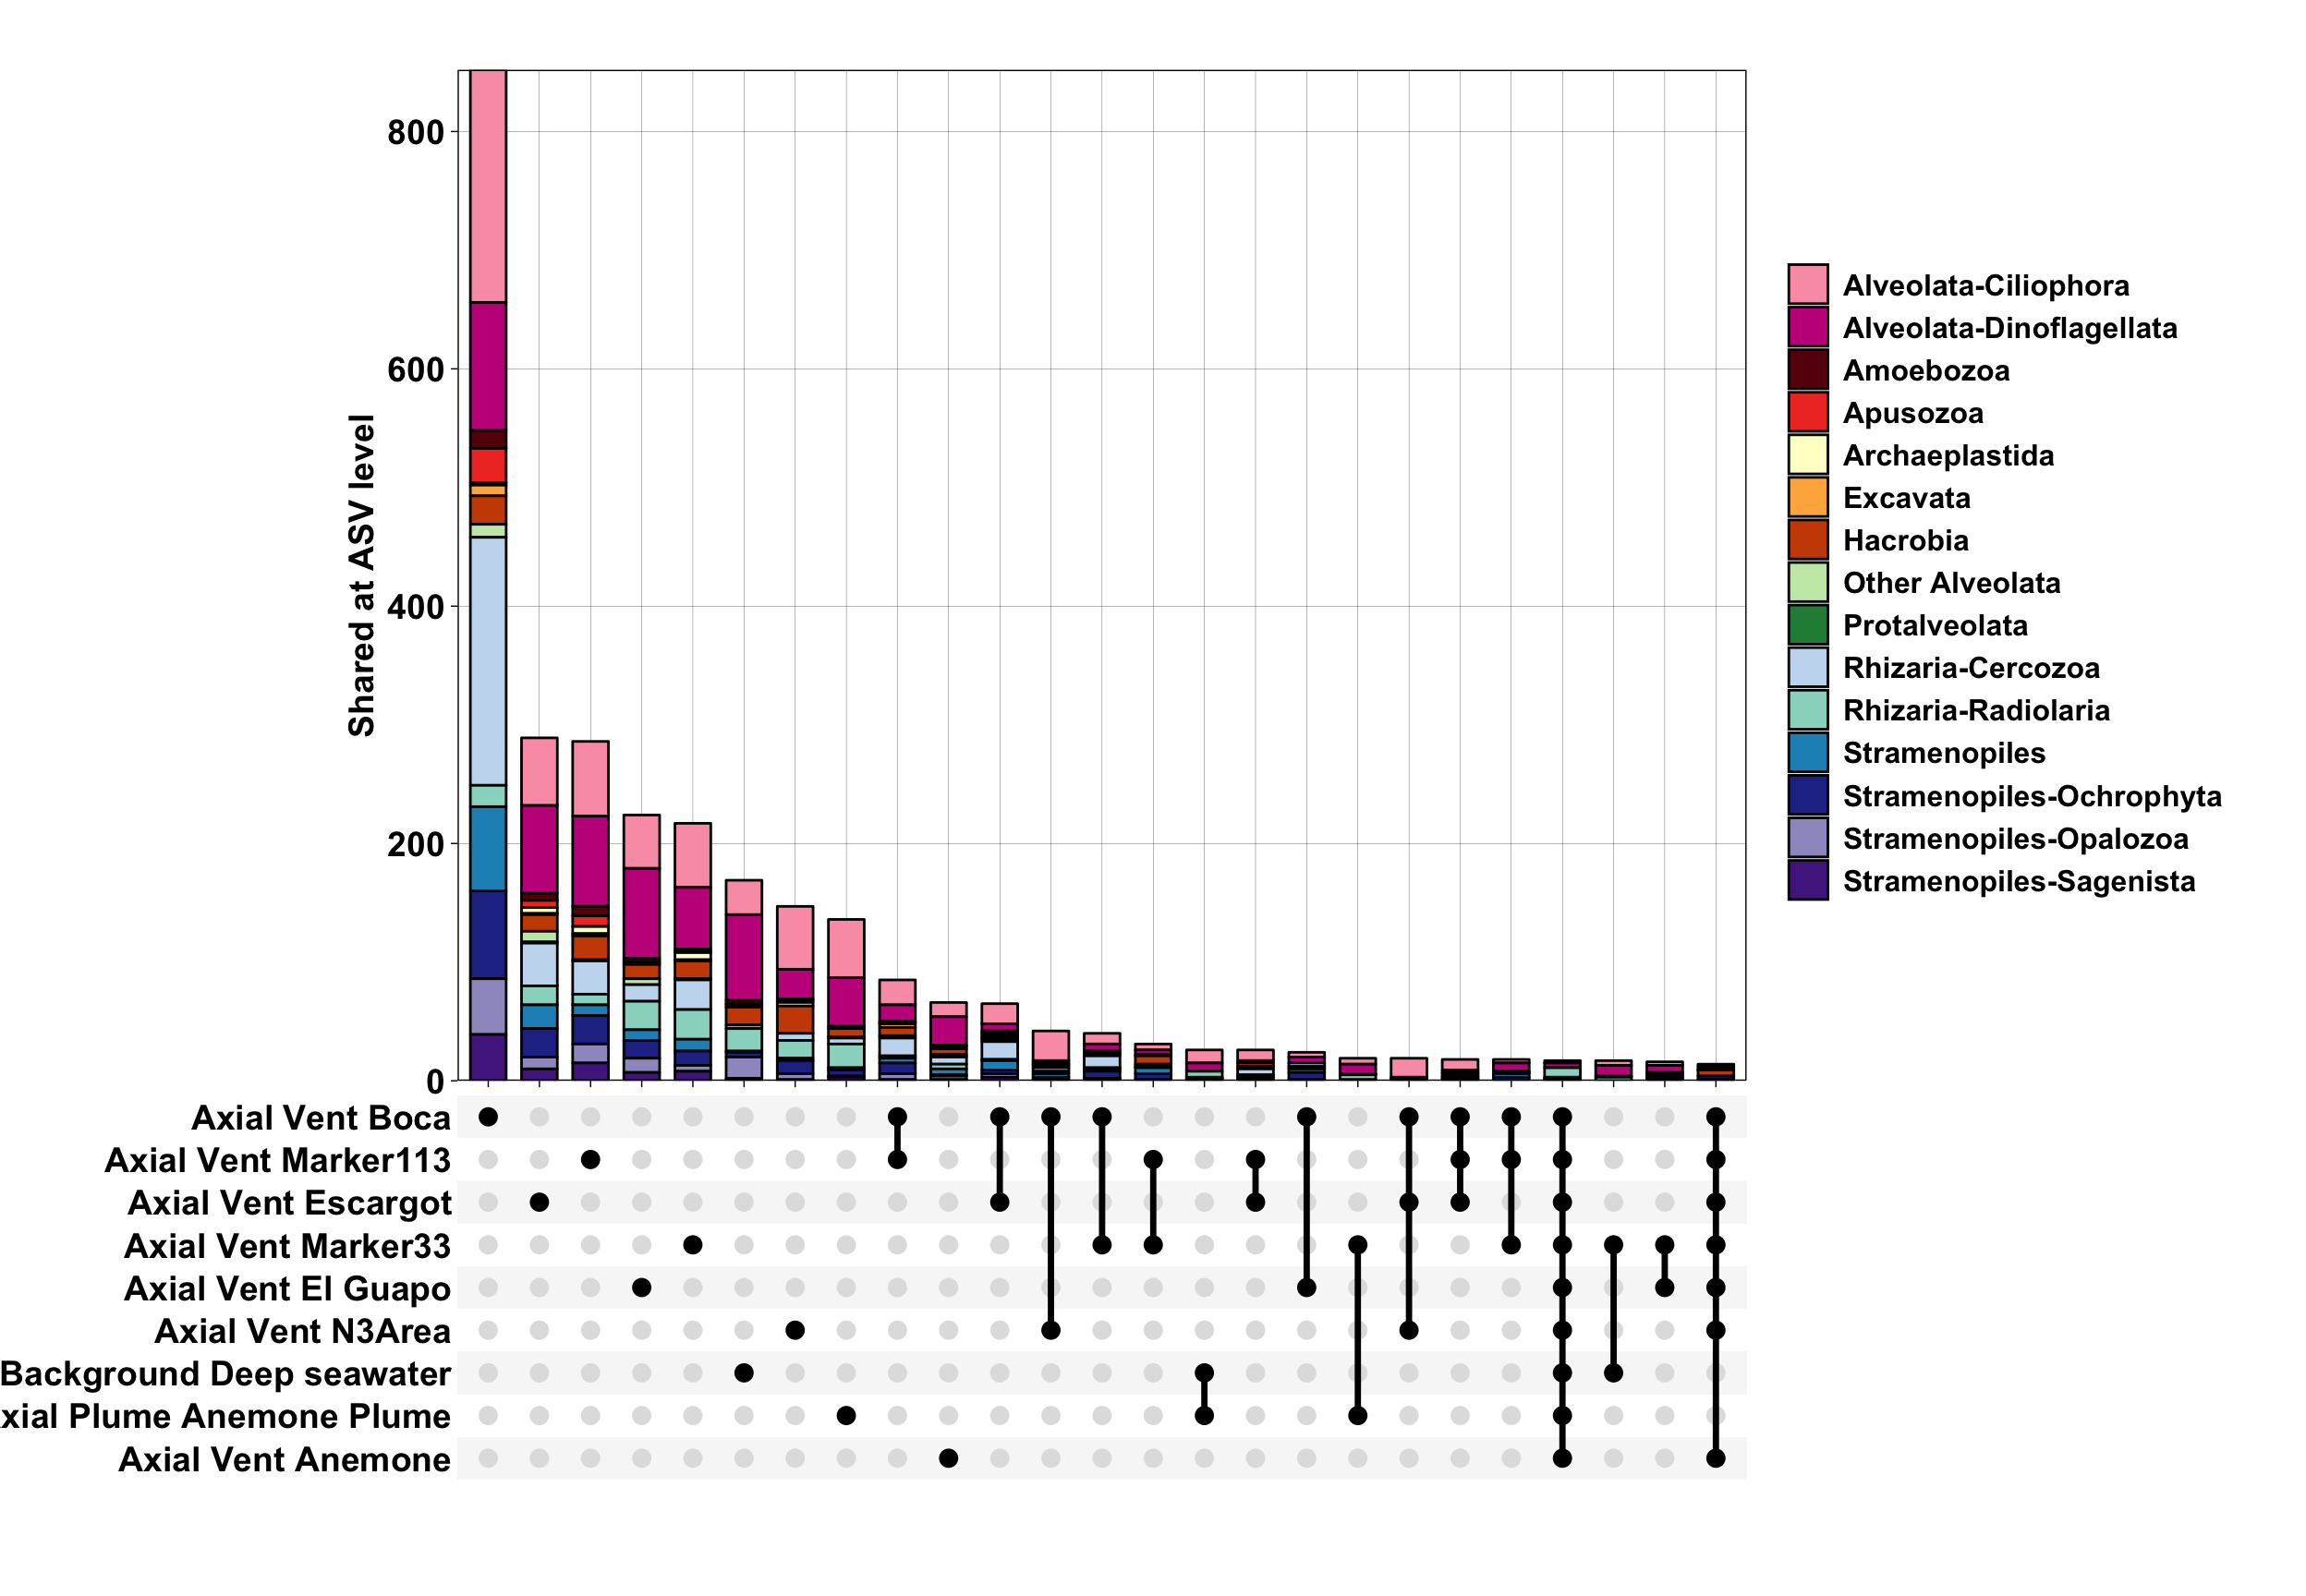 800
600
400
200
0
Shared at ASV level
Alveolata-Ciliophora
Alveolata-Dinoflagellata
Amoebozoa
Apusozoa
Archaeplastida
Excavata
Hacrobia
Other Alveolata
Protalveolata
Rhizaria-Cercozoa
Rhizaria-Radiolaria
Stramenopiles
Stramenopiles-Ochrophyta
Stramenopiles-Opalozoa
Stramenopiles-Sagenista
Axial Vent Boca
Axial Vent Marker113
Axial Vent Escargot
Axial Vent Marker33
Axial Vent El Guapo
Axial Vent N3Area
Background Deep seawater
xial Plume Anemone Plume
Axial Vent Anemone